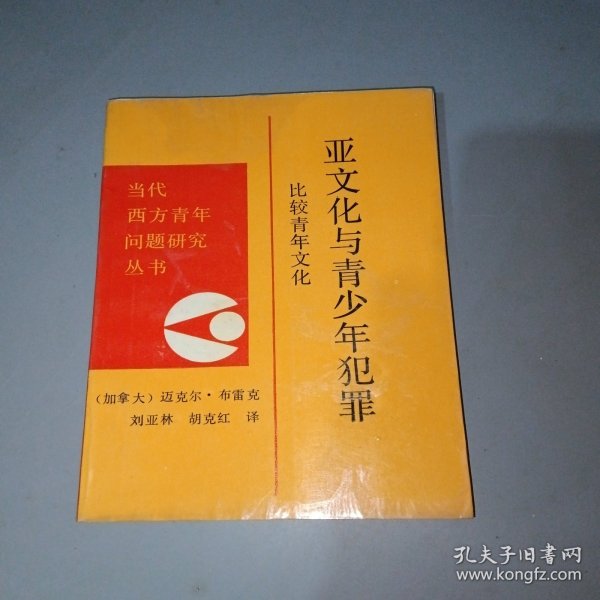 亚文化与青少年犯罪
比较青年文化
当代
西方青年
问题研究
丛书
(加拿大)迈克尔·布雷克
刘亚林 胡克红 译
孔夫子旧书网
www.kongfz.com